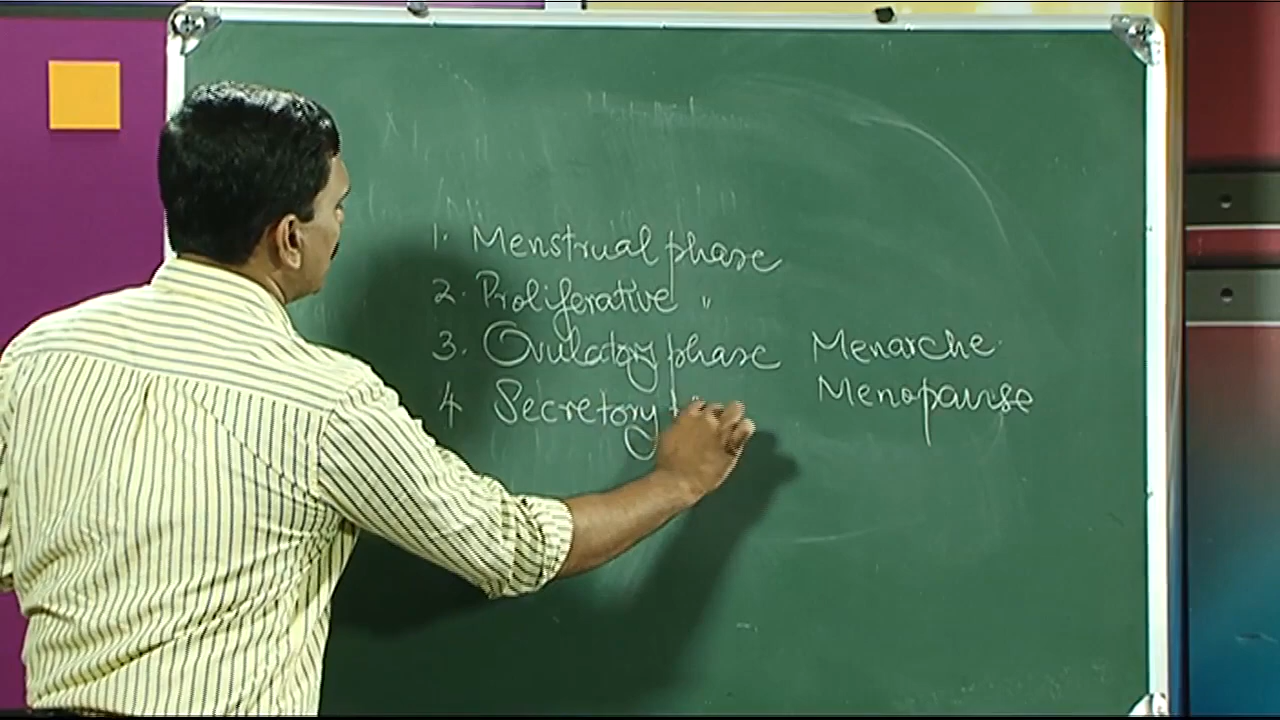 1. Menstrual phase
2. Proliferative "
3. Ovulatory phase
4 Secretory
Menarche
Menopause